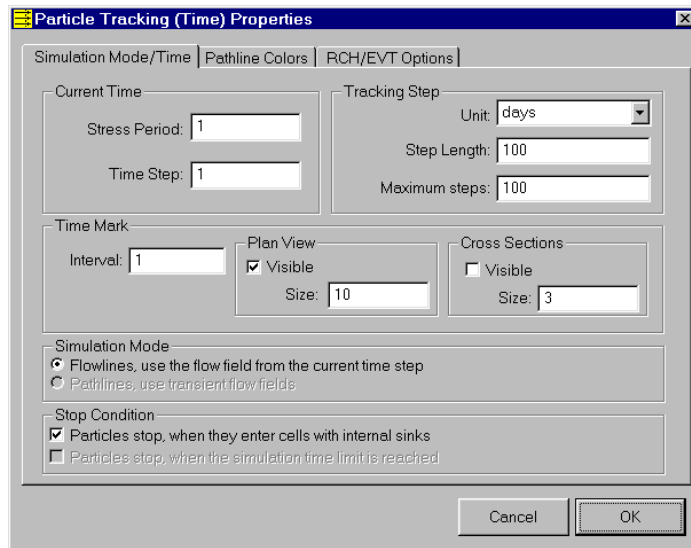 Particle Tracking (Time) Properties
Simulation Mode/Time Pathline Colors RCH/EVT Options
Current Time
Stress Period: 1
Time Step: 1
Tracking Step
Unit: days
Step Length: 100
Maximum steps: 100
Time Mark
Interval: 1
Plan View
Visible
Size: 10
Cross Sections
Visible
Size: 3
Simulation Mode
Flowlines, use the flow field from the current time step
Pathlines, use transient flow fields
Stop Condition
Particles stop, when they enter cells with internal sinks
Particles stop, when the simulation time limit is reached
Cancel OK